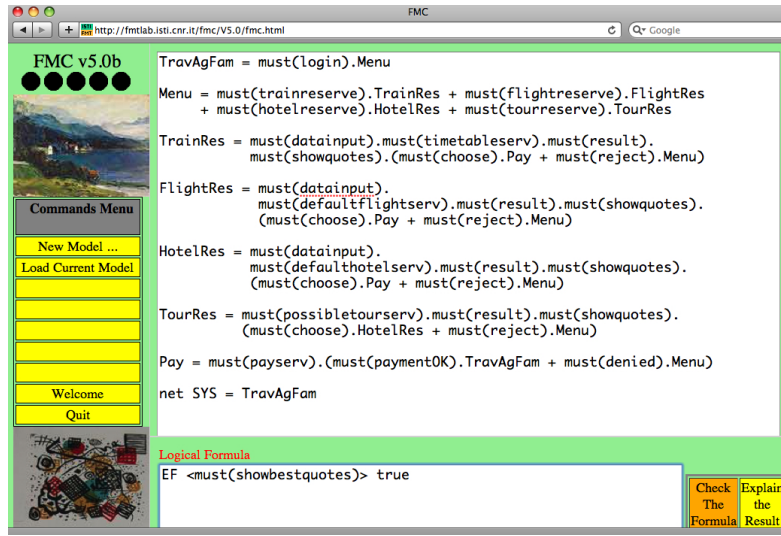 FMC
http://fmtlab.isti.cnr.it/fmc/V5.0/fmc.html
Google
FMC v5.0b
Commands Menu
New Model ...
Load Current Model
Welcome
Quit
TravAgFam = must(login).Menu
Menu = must(trainreserve).TrainRes + must(flightreserve).FlightRes
+ must(hotelreserve).HotelRes + must(tourreserve).TourRes
TrainRes = must(datainput).must(timetableserv).must(result).
must(showquotes).(must(choose).Pay + must(reject).Menu)
FlightRes = must(datainput).
must(defaultflightserv).must(result).must(showquotes).
(must(choose).Pay + must(reject).Menu)
HotelRes = must(datainput).
must(defaulthotelserv).must(result).must(showquotes).
(must(choose).Pay + must(reject).Menu)
TourRes = must(possibletourserv).must(result).must(showquotes).
(must(choose).HotelRes + must(reject).Menu)
Pay = must(payserv).(must(paymentOK).TravAgFam + must(denied).Menu)
net SYS = TravAgFam
Logical Formula
EF <must(showbestquotes)> true
Check
The
Formula
Explain
the
Result